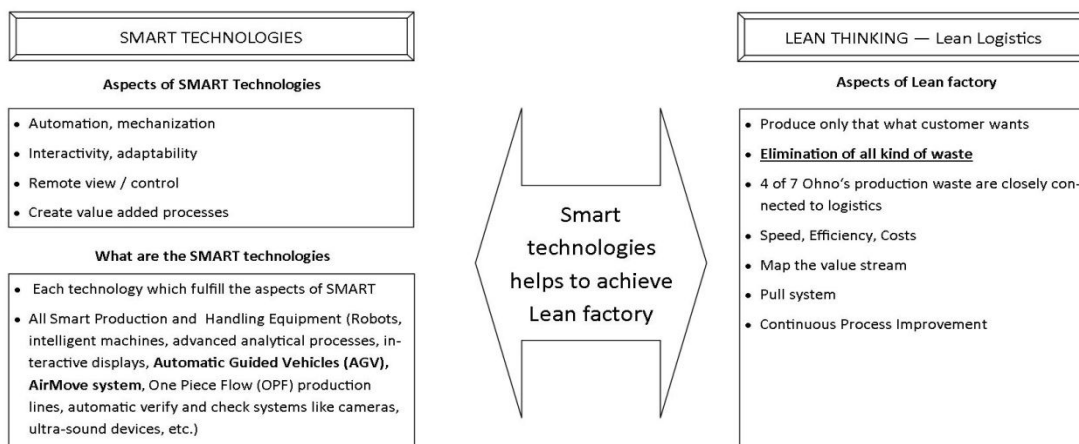 SMART TECHNOLOGIES
Aspects of SMART Technologies
• Automation, mechanization
• Interactivity, adaptability
• Remote view / control
• Create value added processes
What are the SMART technologies
• Each technology which fulfill the aspects of SMART
• All Smart Production and Handling Equipment (Robots,
intelligent machines, advanced analytical processes, in-
teractive displays, Automatic Guided Vehicles (AGV),
AirMove system, One Piece Flow (OPF) production
lines, automatic verify and check systems like cameras,
ultra-sound devices, etc.)
Smart
technologies
helps to achieve
Lean factory
LEAN THINKING — Lean Logistics
Aspects of Lean factory
• Produce only that what customer wants
• Elimination of all kind of waste
• 4 of 7 Ohno's production waste are closely con-
nected to logistics
• Speed, Efficiency, Costs
• Map the value stream
• Pull system
• Continuous Process Improvement